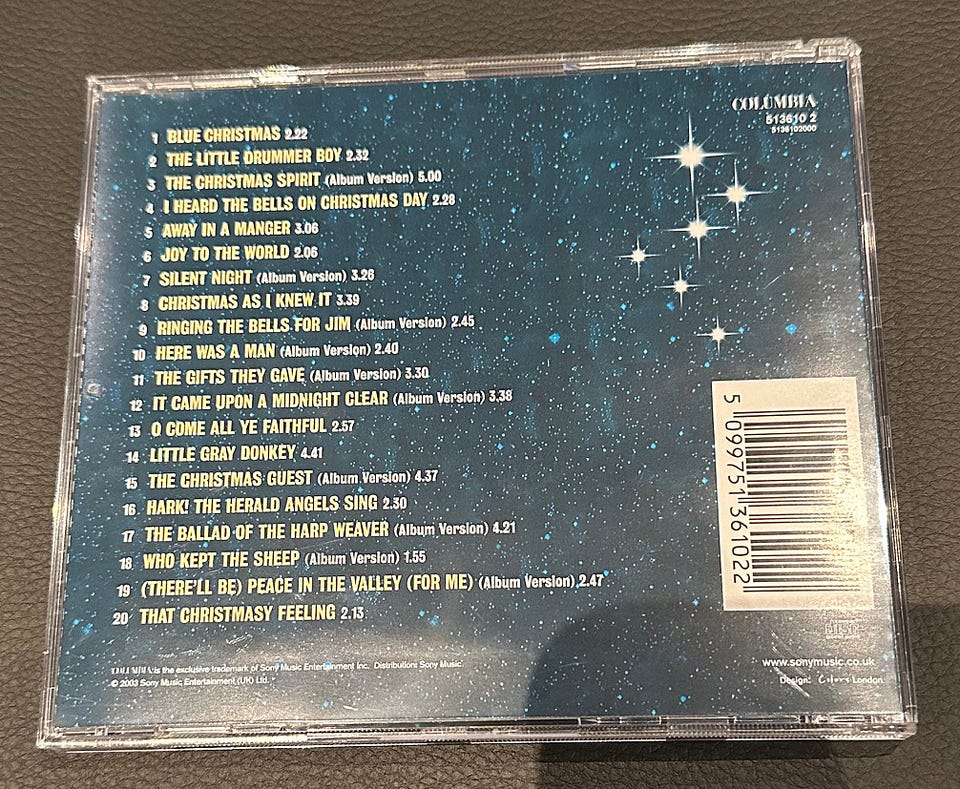 COLUMBIA
513610 2
5136102000
1 BLUE CHRISTMAS 2.22
2 THE LITTLE DRUMMER BOY 2.32
3 THE CHRISTMAS SPIRIT (Album Version) 5.00
4 I HEARD THE BELLS ON CHRISTMAS DAY 2.28
5 AWAY IN A MANGER 3.06
6 JOY TO THE WORLD 2.06
7 SILENT NIGHT (Album Version) 3.26
8 CHRISTMAS AS I KNEW IT 3.39
9 RINGING THE BELLS FOR JIM (Album Version) 2.45
10 HERE WAS A MAN (Album Version) 2.40
11 THE GIFTS THEY GAVE (Album Version) 3.30
12 IT CAME UPON A MIDNIGHT CLEAR (Album Version) 3.38
13 O COME ALL YE FAITHFUL 2.57
14 LITTLE GRAY DONKEY 4.41
15 THE CHRISTMAS GUEST (Album Version) 4.37
16 HARK! THE HERALD ANGELS SING 2.30
17 THE BALLAD OF THE HARP WEAVER (Album Version) 4.21
18 WHO KEPT THE SHEEP (Album Version) 1.55
19 (THERE'LL BE) PEACE IN THE VALLEY (FOR ME) (Album Version) 2.47
20 THAT CHRISTMASY FEELING 2.13
5 099751 361022
COLUMBIA is the exclusive trademark of Sony Music Entertainment Inc. Distribution: Sony Music
© 2003 Sony Music Entertainment (UK) Ltd.
www.sonymusic.co.uk
Design: Colors London